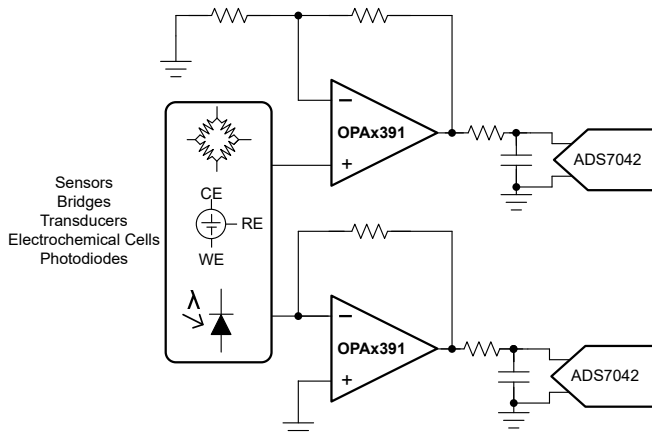 −
OPAx391
+
ADS7042
Sensors
Bridges
Transducers
Electrochemical Cells
Photodiodes
CE
RE
WE
λ
−
OPAx391
+
ADS7042